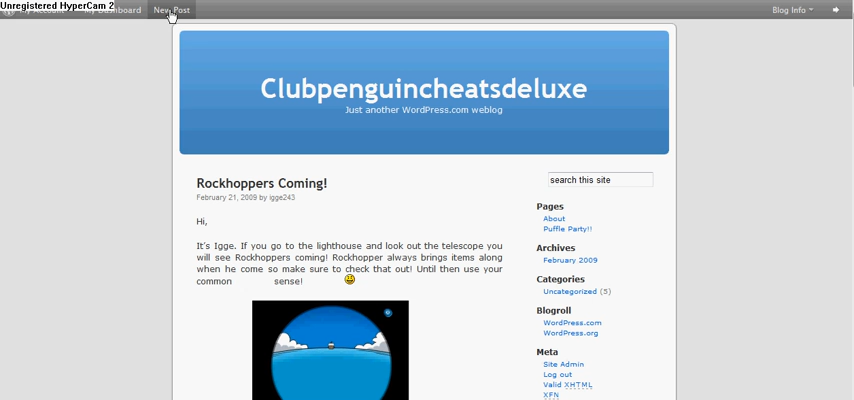 Unregistered HyperCam 2
My Account
My Dashboard
New Post
Blog Info
Clubpenguincheatsdeluxe
Just another WordPress.com weblog
Rockhoppers Coming!
February 21, 2009 by igge243
Hi,
It's Igge. If you go to the lighthouse and look out the telescope you
will see Rockhoppers coming! Rockhopper always brings items along
when he come so make sure to check that out! Until then use your
common sense!
search this site
Pages
About
Puffle Party!!
Archives
February 2009
Categories
Uncategorized (5)
Blogroll
WordPress.com
WordPress.org
Meta
Site Admin
Log out
Valid XHTML
XFN